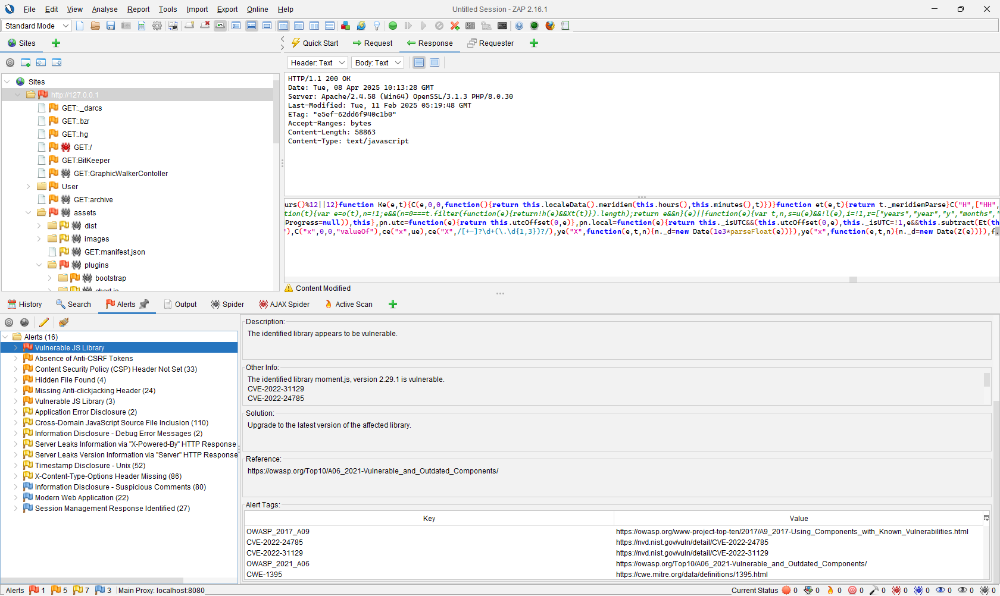 File Edit View Analyse Report Tools Import Export Online Help
Untitled Session - ZAP 2.16.1
Standard Mode
Sites
Quick Start
Request
Response
Requester
Header: Text
Body: Text
Sites
http://127.0.0.1
GET:._darcs
GET:.bzr
GET:.hg
GET:/
GET:BitKeeper
GET:GraphicWalkerContoller
User
GET:archive
assets
dist
images
GET:manifest.json
plugins
bootstrap
HTTP/1.1 200 OK
Date: Tue, 08 Apr 2025 10:13:28 GMT
Server: Apache/2.4.58 (Win64) OpenSSL/3.1.3 PHP/8.0.30
Last-Modified: Tue, 11 Feb 2025 05:19:48 GMT
ETag: "e5ef-62dd6f940c1b0"
Accept-Ranges: bytes
Content-Length: 58863
Content-Type: text/javascript
urs()%12||12}function Ke(e,t){C(e,0,0,function(){return this.localeData().meridiem(this.hours(),this.minutes(),t)})}function et(e,t){return t._meridiemParse}C("H",["HH",
tion(t){var e=o(t),n=!1;e&&(n=0===t.filter(function(e){return!h(e)&&Xt(t)}).length);return e&&n}(e)||function(e){var t,n,s=u(e)&&!l(e),i=!1,r=["years","year","y","months","
Progress=null)),this},pn.utc=function(e){return this.utcOffset(0,e)},pn.local=function(e){return this._isUTC&&(this.utcOffset(0,e),this._isUTC=!1,e&&this.subtract(Et(th
"),C("x",0,0,"valueOf"),ce("x",ue),ce("X",/[+-]?\d+(\.\d{1,3})?/),ye("X",function(e,t,n){n._d=new Date(1e3*parseFloat(e))}),ye("x",function(e,t,n){n._d=new Date(Z(e))}),f...
Content Modified
History
Search
Alerts
Output
Spider
AJAX Spider
Active Scan
Alerts (16)
Vulnerable JS Library
Absence of Anti-CSRF Tokens
Content Security Policy (CSP) Header Not Set (33)
Hidden File Found (4)
Missing Anti-clickjacking Header (24)
Vulnerable JS Library (3)
Application Error Disclosure (2)
Cross-Domain JavaScript Source File Inclusion (110)
Information Disclosure - Debug Error Messages (2)
Server Leaks Information via "X-Powered-By" HTTP Response
Server Leaks Version Information via "Server" HTTP Response
Timestamp Disclosure - Unix (52)
X-Content-Type-Options Header Missing (86)
Information Disclosure - Suspicious Comments (80)
Modern Web Application (22)
Session Management Response Identified (27)
Description:
The identified library appears to be vulnerable.
Other Info:
The identified library moment.js, version 2.29.1 is vulnerable.
CVE-2022-31129
CVE-2022-24785
Solution:
Upgrade to the latest version of the affected library.
Reference:
https://owasp.org/Top10/A06_2021-Vulnerable_and_Outdated_Components/
Alert Tags:
Key Value
OWASP_2017_A09 https://owasp.org/www-project-top-ten/2017/A9_2017-Using_Components_with_Known_Vulnerabilities.html
CVE-2022-24785 https://nvd.nist.gov/vuln/detail/CVE-2022-24785
CVE-2022-31129 https://nvd.nist.gov/vuln/detail/CVE-2022-31129
OWASP_2021_A06 https://owasp.org/Top10/A06_2021-Vulnerable_and_Outdated_Components/
CWE-1395 https://cwe.mitre.org/data/definitions/1395.html
Alerts 1 5 7 3 Main Proxy: localhost:8080
Current Status 0 0 0 0 0 0 0 0 0 0